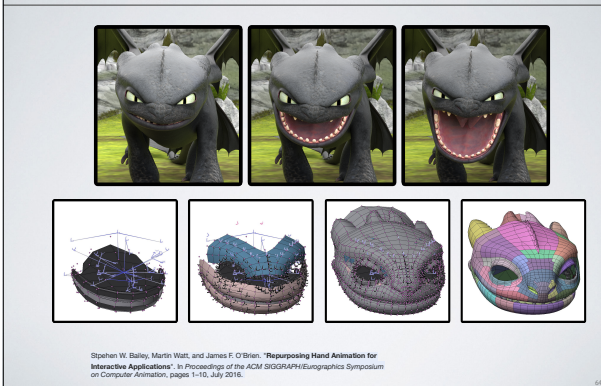 Stpehen W. Bailey, Martin Watt, and James F. O'Brien. "Repurposing Hand Animation for
Interactive Applications". In Proceedings of the ACM SIGGRAPH/Eurographics Symposium
on Computer Animation, pages 1–10, July 2016.